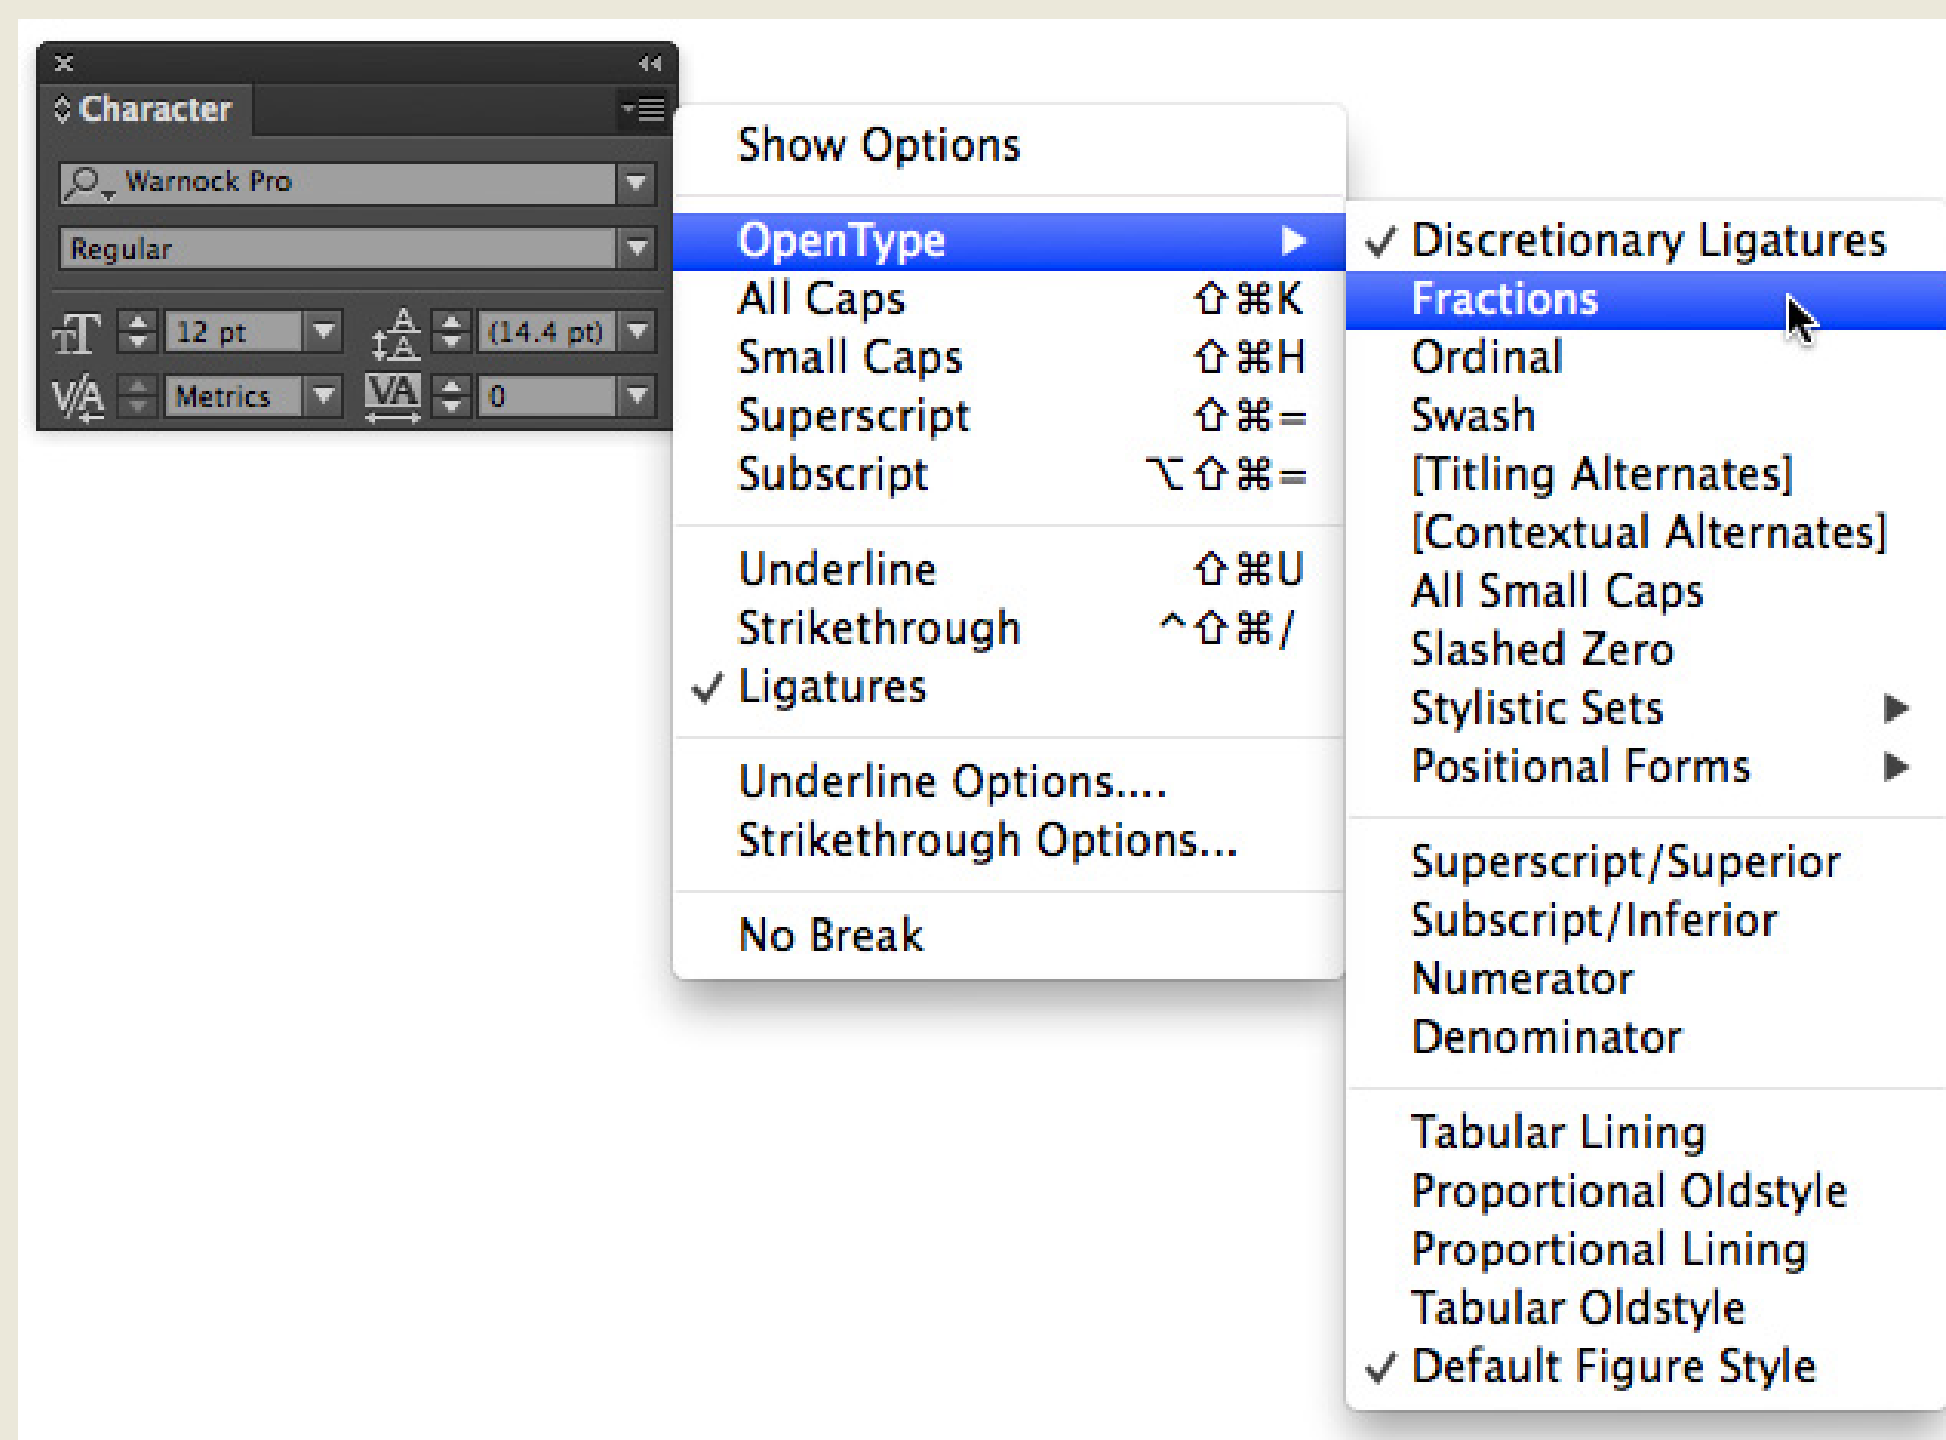 Character
Warnock Pro
Regular
12 pt
(14.4 pt)
Metrics
0
Show Options
OpenType
All Caps ⇧⌘K
Small Caps ⇧⌘H
Superscript ⇧⌘=
Subscript ⌥⇧⌘=
Underline ⇧⌘U
Strikethrough ^⇧⌘/
✓ Ligatures
Underline Options....
Strikethrough Options...
No Break
✓ Discretionary Ligatures
Fractions
Ordinal
Swash
[Titling Alternates]
[Contextual Alternates]
All Small Caps
Slashed Zero
Stylistic Sets
Positional Forms
Superscript/Superior
Subscript/Inferior
Numerator
Denominator
Tabular Lining
Proportional Oldstyle
Proportional Lining
Tabular Oldstyle
✓ Default Figure Style